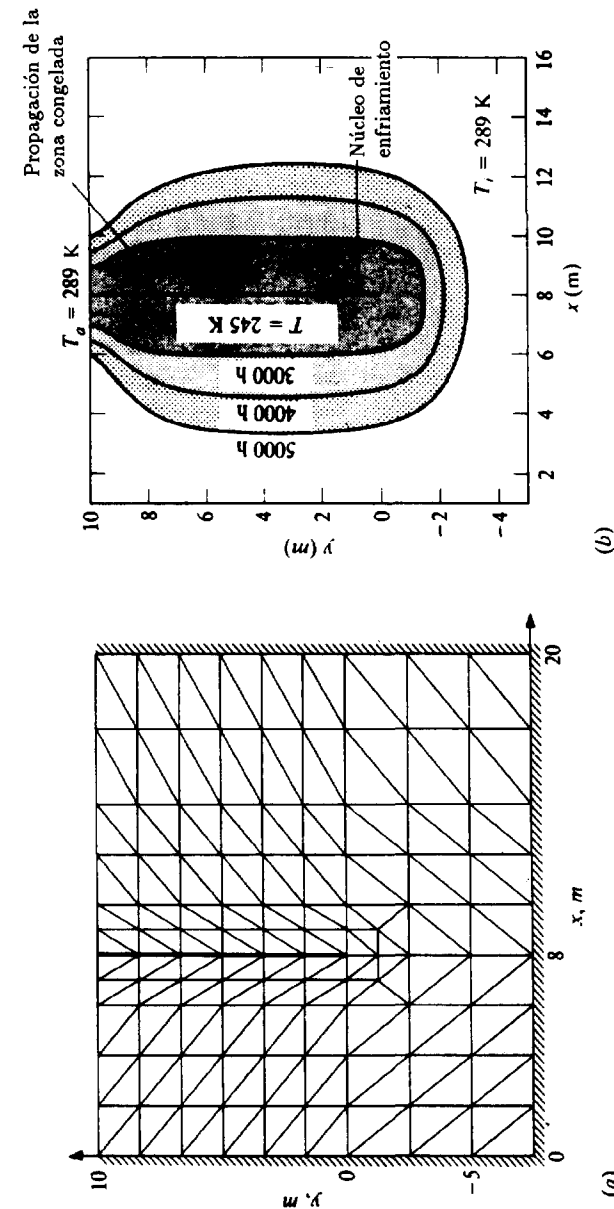 10
y, m
0
−5
0
8
20
x, m
(a)
Propagación de la
zona congelada
T_a = 289 K
Núcleo de
enfriamiento
T = 245 K
3000 h
4000 h
5000 h
T_t = 289 K
10
8
6
4
2
0
−2
−4
y (m)
2
4
6
8
10
12
14
16
x (m)
(b)